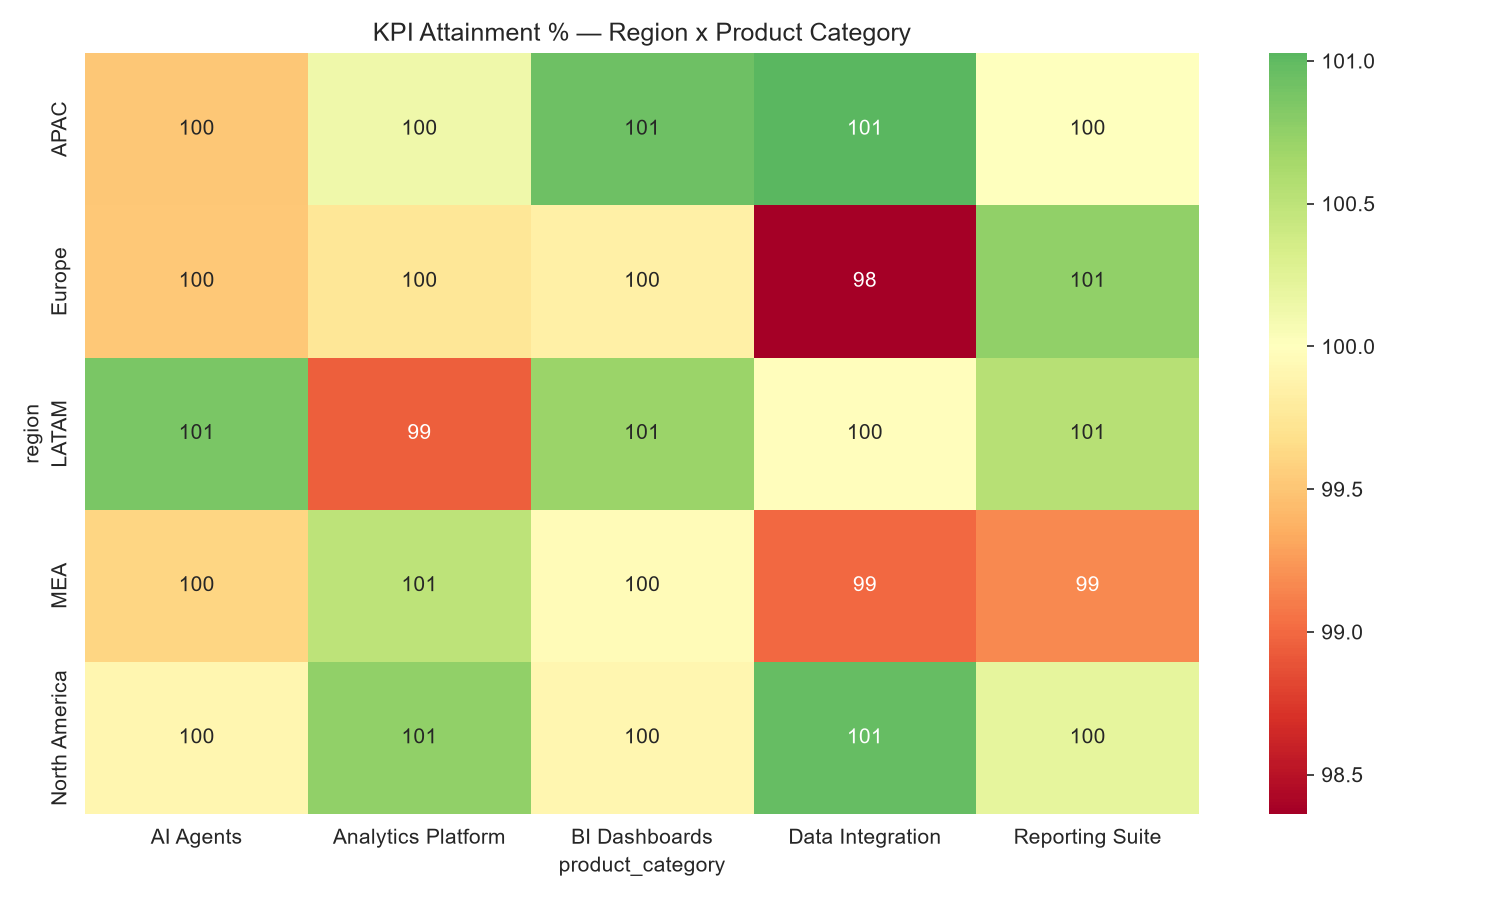 KPI Attainment % — Region x Product Category
region
APAC
100 100 101 101 100
Europe
100 100 100 98 101
LATAM
101 99 101 100 101
MEA
100 101 100 99 99
North America
100 101 100 101 100
AI Agents Analytics Platform BI Dashboards Data Integration Reporting Suite
product_category
101.0
100.5
100.0
99.5
99.0
98.5